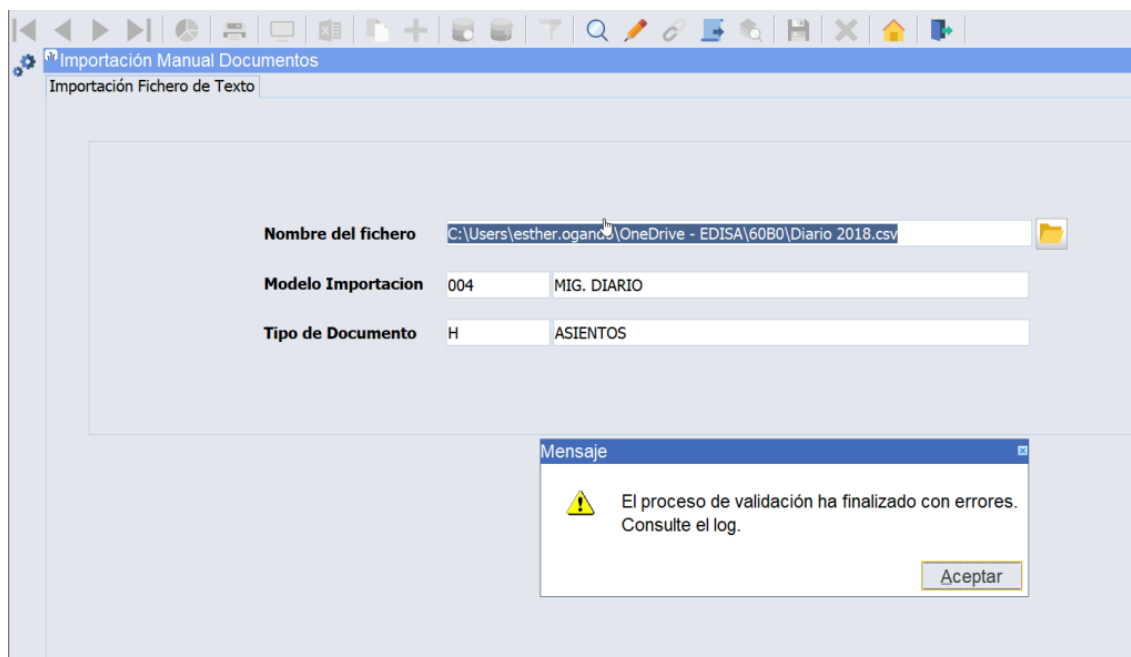 Importación Manual Documentos
Importación Fichero de Texto
Nombre del fichero C:\Users\esther.ogando\OneDrive - EDISA\60B0\Diario 2018.csv
Modelo Importacion 004 MIG. DIARIO
Tipo de Documento H ASIENTOS
Mensaje
El proceso de validación ha finalizado con errores.
Consulte el log.
Aceptar